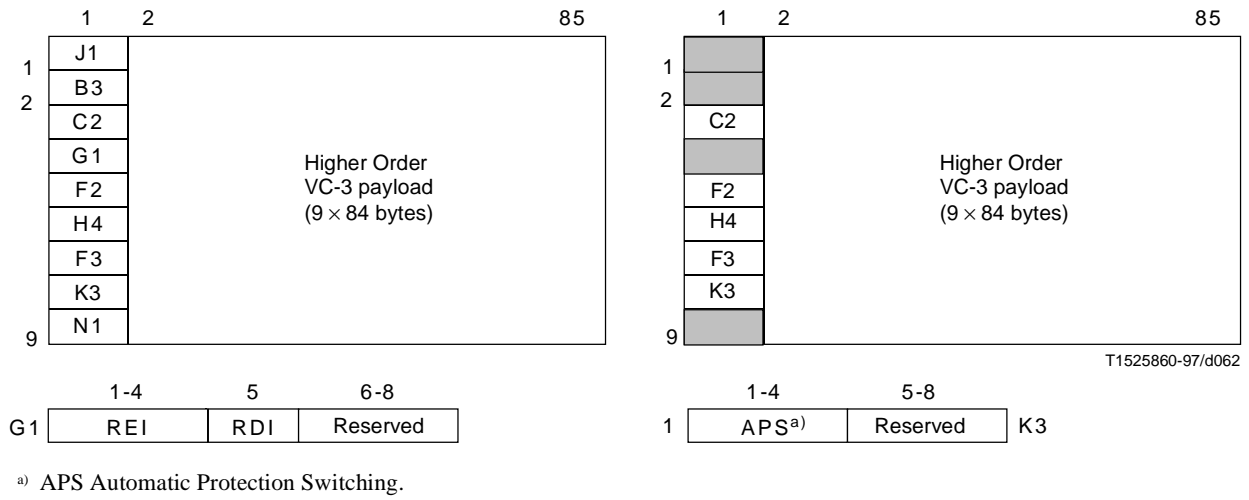 1 2 85
1 J1
2 B3
C2
G1
F2
H4
F3
K3
9 N1
Higher Order
VC-3 payload
(9 × 84 bytes)
1 2 85
1
2
C2
F2
H4
F3
K3
9
Higher Order
VC-3 payload
(9 × 84 bytes)
T1525860-97/d062
1-4 5 6-8
G1 REI RDI Reserved
1-4 5-8
1 APSa) Reserved K3
a) APS Automatic Protection Switching.